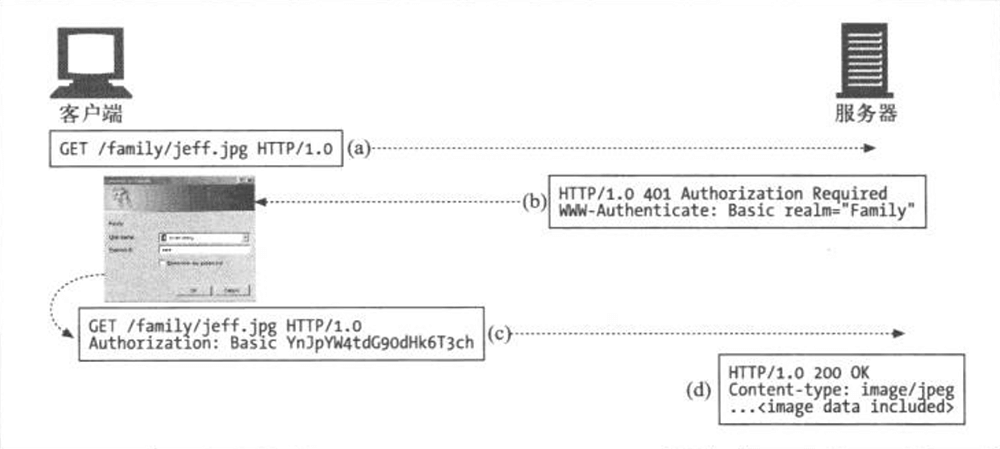 客户端
服务器
GET /family/jeff.jpg HTTP/1.0
(a)
(b)
HTTP/1.0 401 Authorization Required
WWW-Authenticate: Basic realm="Family"
GET /family/jeff.jpg HTTP/1.0
Authorization: Basic YnJpYW4tdG90dHk6T3ch
(c)
(d)
HTTP/1.0 200 OK
Content-type: image/jpeg
...<image data included>